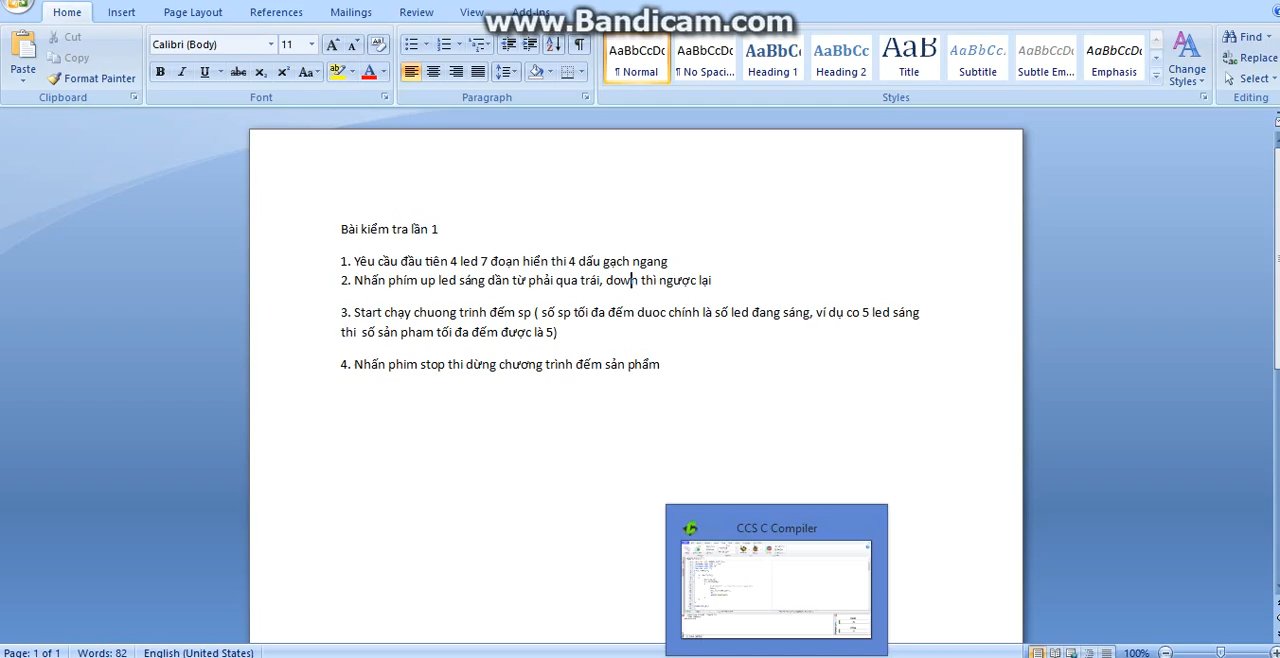 www.Bandicam.com
Home Insert Page Layout References Mailings Review View Add-Ins
Paste Cut Copy Format Painter
Calibri (Body) 11
AaBbCcDc AaBbCcDc AaBbCc AaBbCc AaB AaBbCc. AaBbCcDc AaBbCcDc
¶ Normal ¶ No Spaci... Heading 1 Heading 2 Title Subtitle Subtle Em... Emphasis
Change Styles
Find Replace Select
Clipboard Font Paragraph Styles Editing
Bài kiểm tra lần 1
1. Yêu cầu đầu tiên 4 led 7 đoạn hiển thi 4 dấu gạch ngang
2. Nhấn phím up led sáng dần từ phải qua trái, down thì ngược lại
3. Start chạy chuong trinh đếm sp ( số sp tối đa đếm duoc chính là số led đang sáng, ví dụ co 5 led sáng
thi số sản pham tối đa đếm được là 5)
4. Nhấn phim stop thi dừng chương trình đếm sản phẩm
CCS C Compiler
Page: 1 of 1 Words: 82 English (United States) 100%